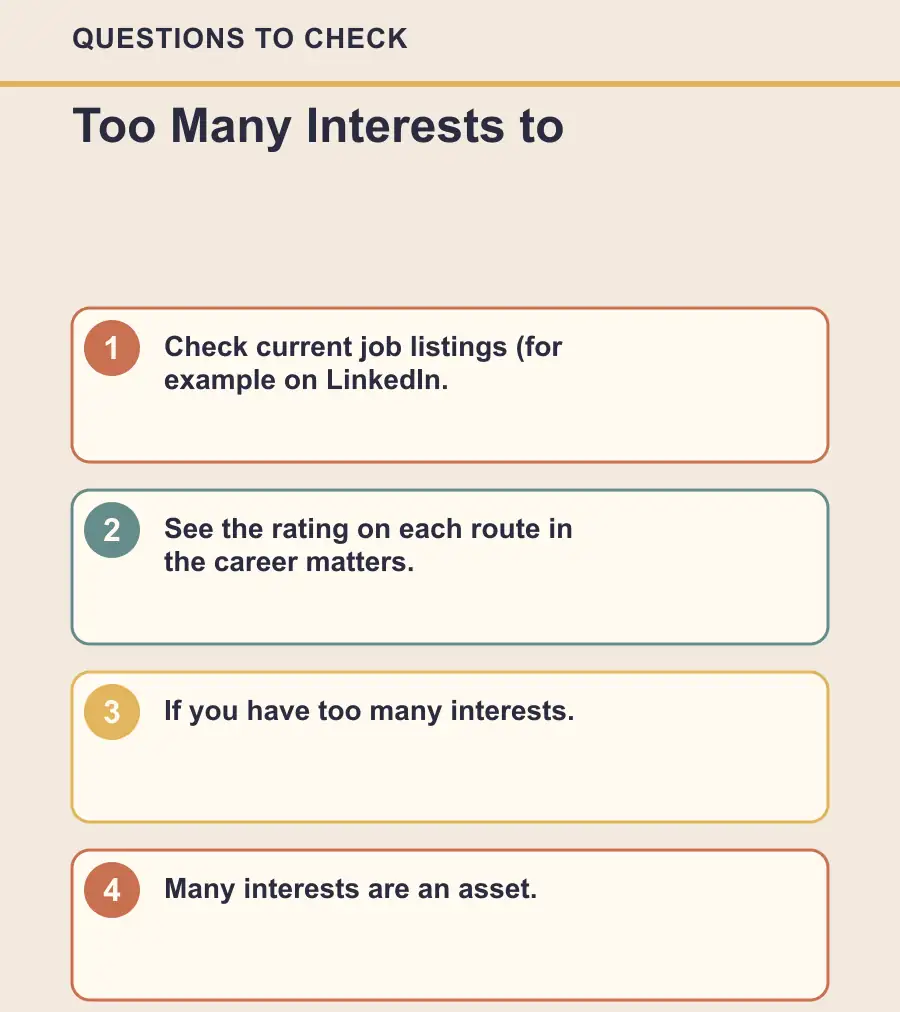 QUESTIONS TO CHECK
Too Many Interests to
1
Check current job listings (for
example on LinkedIn.
2
See the rating on each route in
the career matters.
3
If you have too many interests.
4
Many interests are an asset.